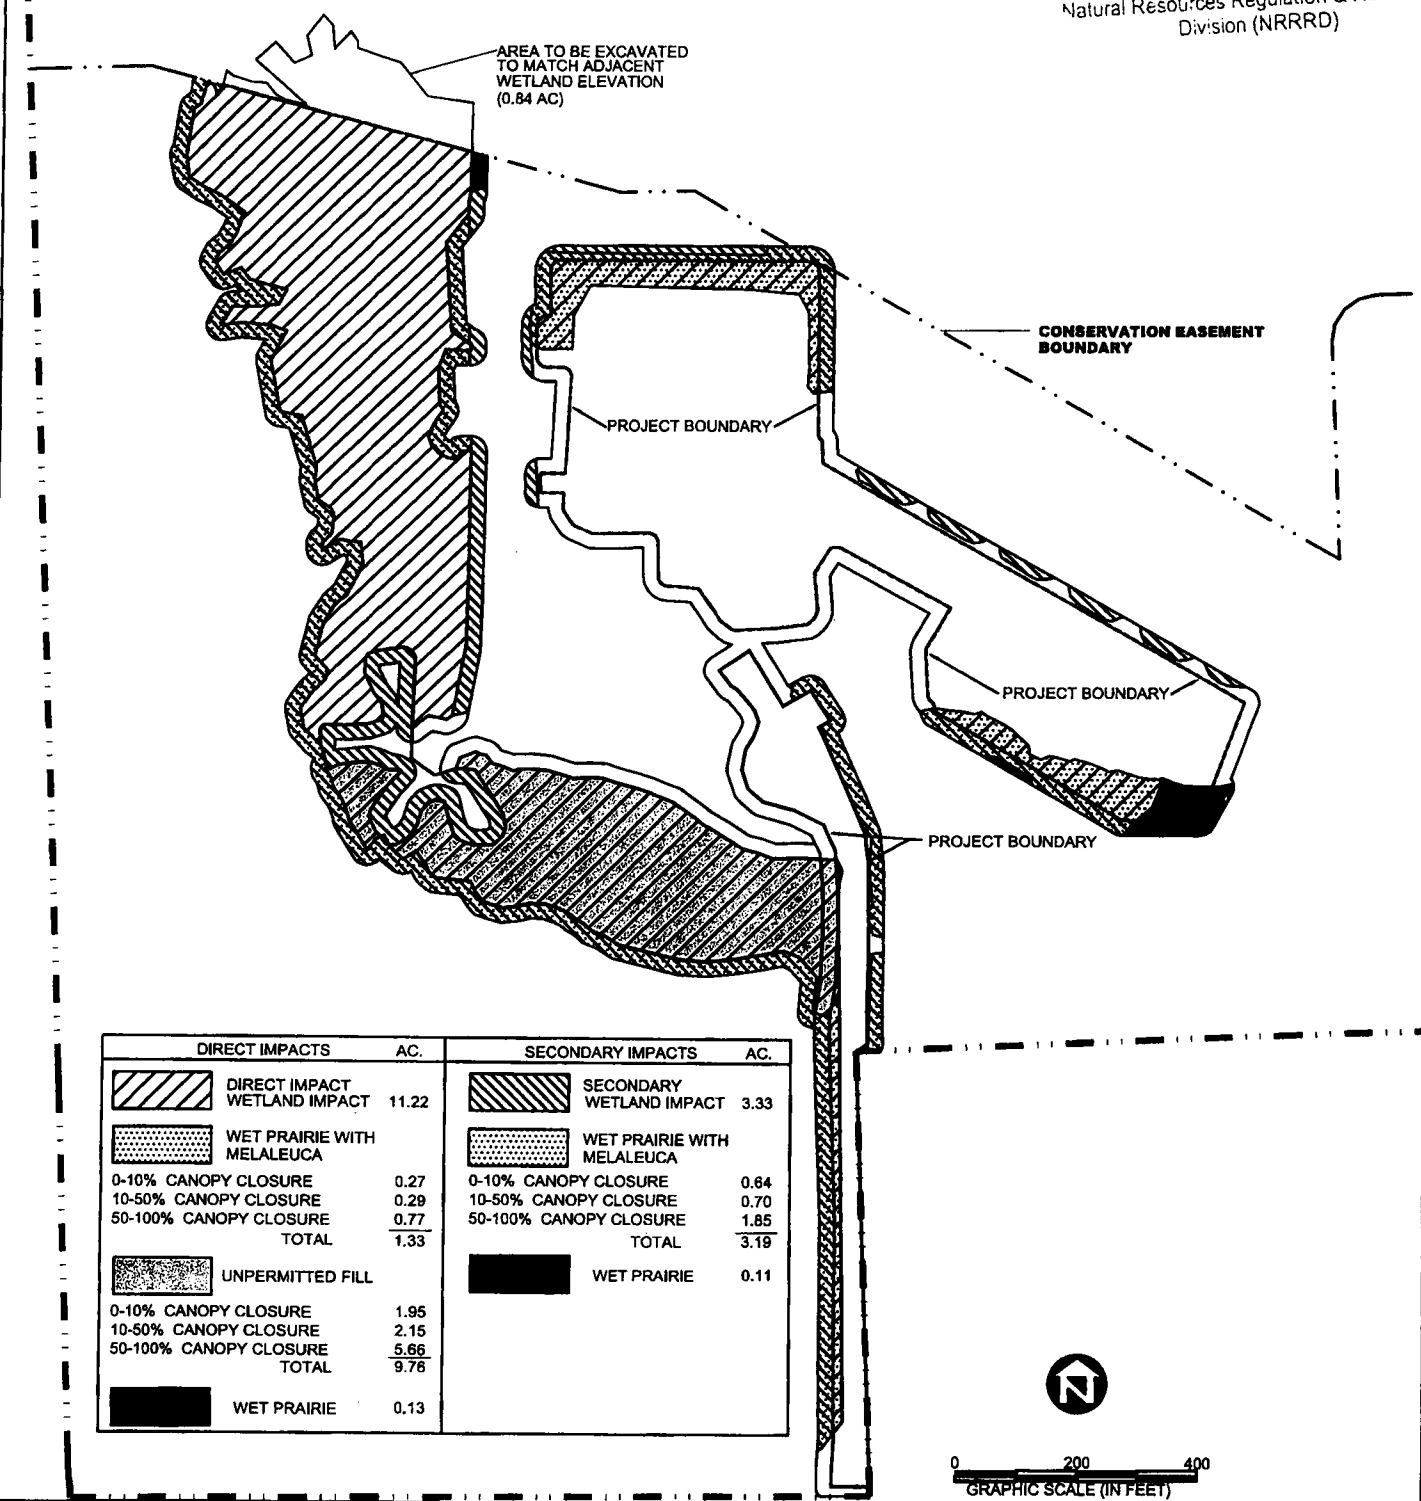 Natural Resources Regulation &
Division (NRRRD)
AREA TO BE EXCAVATED
TO MATCH ADJACENT
WETLAND ELEVATION
(0.84 AC)
CONSERVATION EASEMENT
BOUNDARY
PROJECT BOUNDARY
PROJECT BOUNDARY
PROJECT BOUNDARY
DIRECT IMPACTS AC.
DIRECT IMPACT
WETLAND IMPACT 11.22
WET PRAIRIE WITH
MELALEUCA
0-10% CANOPY CLOSURE 0.27
10-50% CANOPY CLOSURE 0.29
50-100% CANOPY CLOSURE 0.77
TOTAL 1.33
UNPERMITTED FILL
0-10% CANOPY CLOSURE 1.95
10-50% CANOPY CLOSURE 2.15
50-100% CANOPY CLOSURE 5.66
TOTAL 9.76
WET PRAIRIE 0.13
SECONDARY IMPACTS AC.
SECONDARY
WETLAND IMPACT 3.33
WET PRAIRIE WITH
MELALEUCA
0-10% CANOPY CLOSURE 0.64
10-50% CANOPY CLOSURE 0.70
50-100% CANOPY CLOSURE 1.85
TOTAL 3.19
WET PRAIRIE 0.11
N
0 200 400
GRAPHIC SCALE (IN FEET)